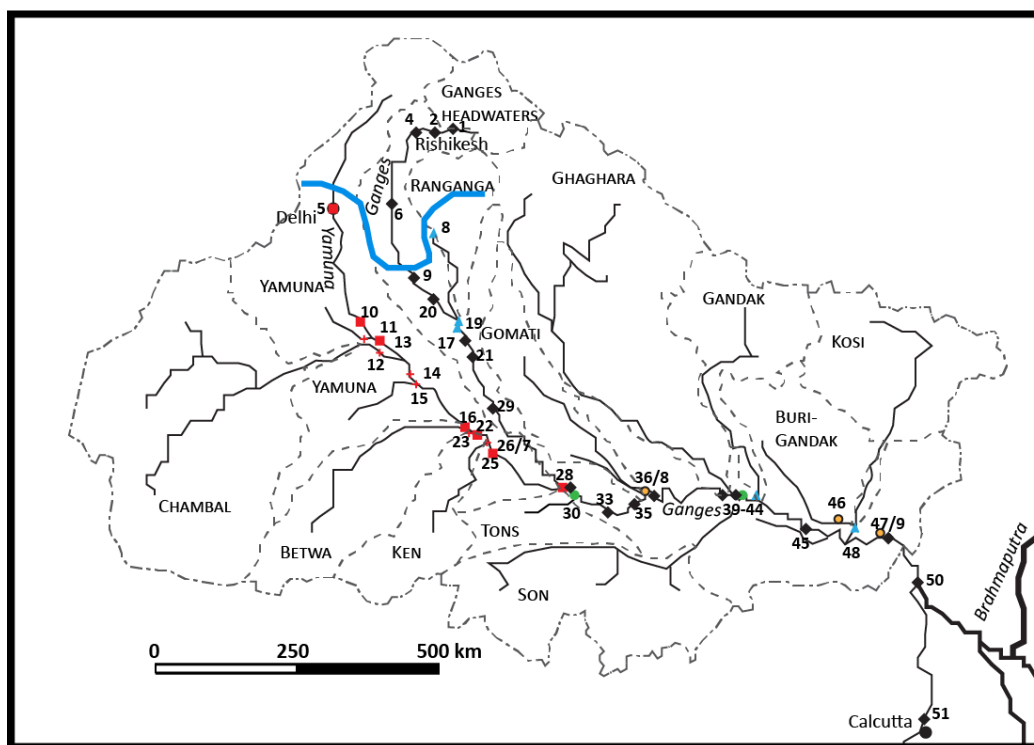 GANGES
HEADWATERS
4
2
1
Rishikesh
Ganges
RANGANGA
GHAGHARA
5
Delhi
6
8
Yamuna
9
YAMUNA
20
GANDAK
10
11
13
19
GOMATI
17
KOSI
12
21
14
YAMUNA
15
29
16
22
BURI-
GANDAK
23
26/7
25
28
36/8
CHAMBAL
30
33
35
Ganges
39-44
46
47/9
TONS
45
48
BETWA
KEN
SON
50
Brahmaputra
0
250
500 km
Calcutta
51